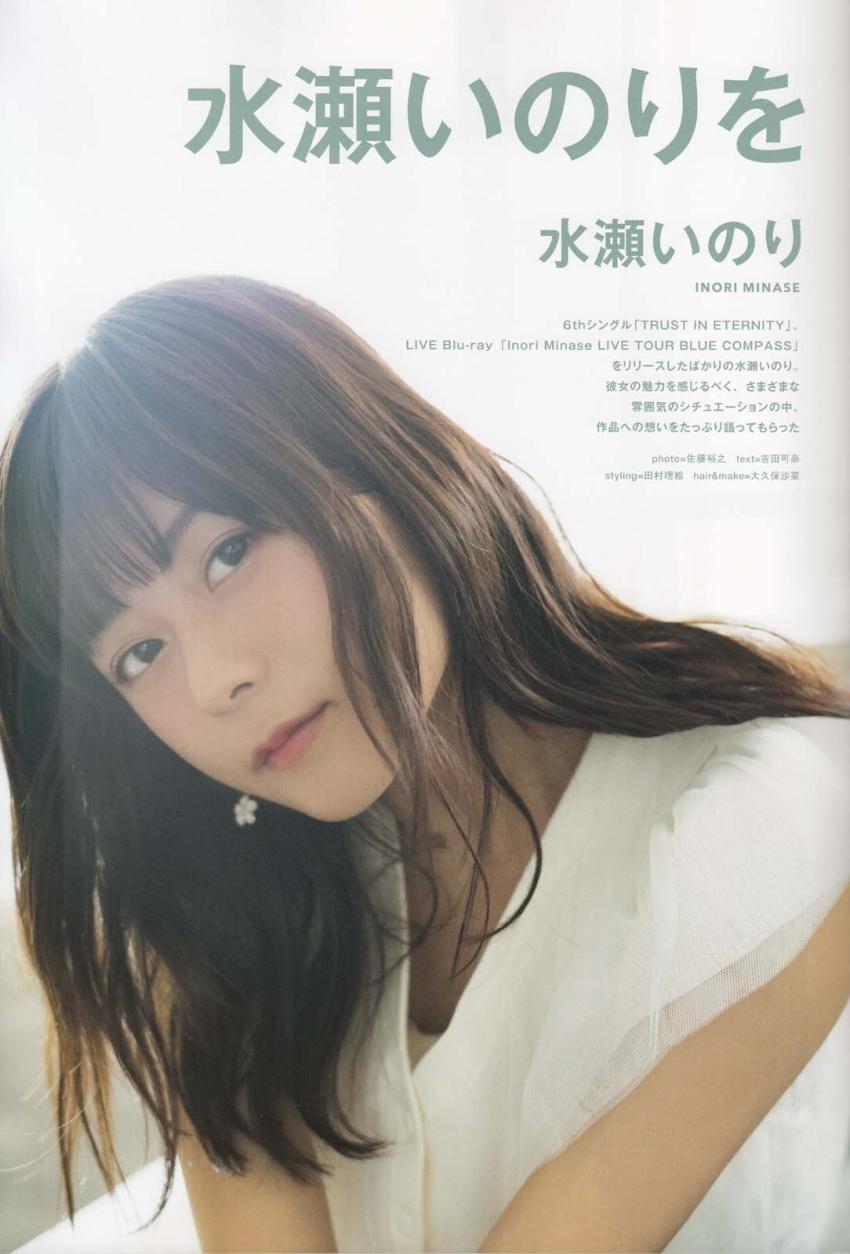 水瀬いのりを
水瀬いのり
INORI MINASE
6thシングル「TRUST IN ETERNITY」、
LIVE Blu-ray「Inori Minase LIVE TOUR BLUE COMPASS」
をリリースしたばかりの水瀬いのり。
彼女の魅力を感じるべく、さまざまな
雰囲気のシチュエーションの中、
作品への想いをたっぷり語ってもらった
photo=佐藤裕之 text=吉田可奈
styling=田村理絵 hair&make=大久保沙菜